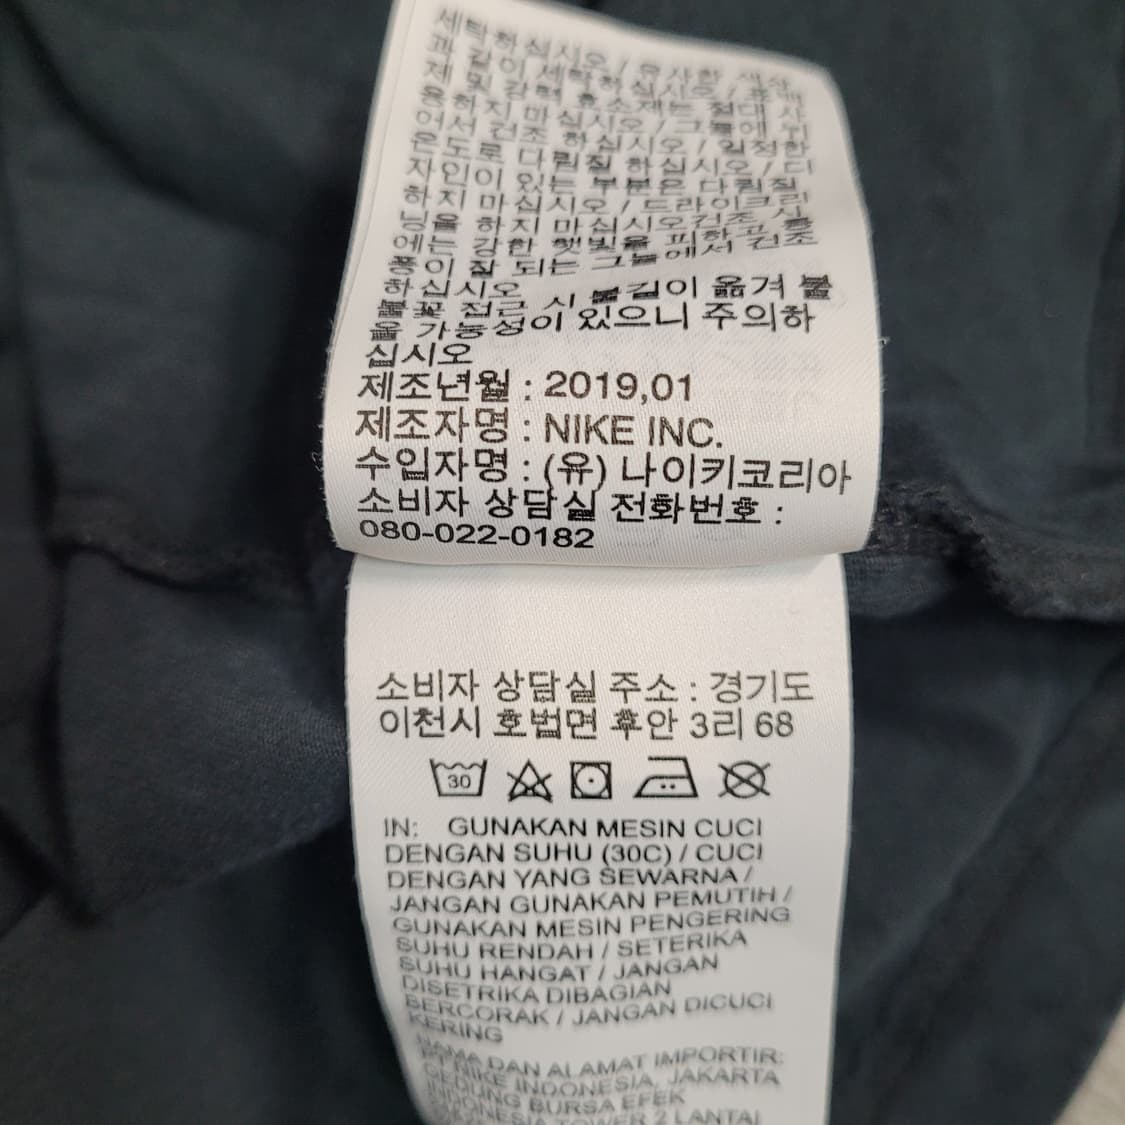 세탁하십시오 / 유사한 색상
과 같이 세탁하십시오 / 표백
제 및 강력 효소제는 절대 사
용하지 마십시오 / 그늘에 뉘
어서 건조 하십시오 / 일정한
온도로 다림질 하십시오 / 디
자인이 있는 부분은 다림질
하지 마십시오 / 드라이크리
닝을 하지 마십시오건조 시
에는 강한 햇빛을 피하고 통
풍이 잘 되는 그늘에서 건조
하십시오
불꽃 접근 시 불길이 옮겨 붙
을 가능성이 있으니 주의하
십시오
제조년월 : 2019,01
제조자명 : NIKE INC.
수입자명 : (유) 나이키코리아
소비자 상담실 전화번호 :
080-022-0182
소비자 상담실 주소 : 경기도
이천시 호법면 후안 3리 68
30
IN: GUNAKAN MESIN CUCI
DENGAN SUHU (30C) / CUCI
DENGAN YANG SEWARNA /
JANGAN GUNAKAN PEMUTIH /
GUNAKAN MESIN PENGERING
SUHU RENDAH / SETERIKA
SUHU HANGAT / JANGAN
DISETRIKA DIBAGIAN
BERCORAK / JANGAN DICUCI
KERING
NAMA DAN ALAMAT IMPORTIR:
PT NIKE INDONESIA, JAKARTA
GEDUNG BURSA EFEK
INDONESIA TOWER 2 LANTAI